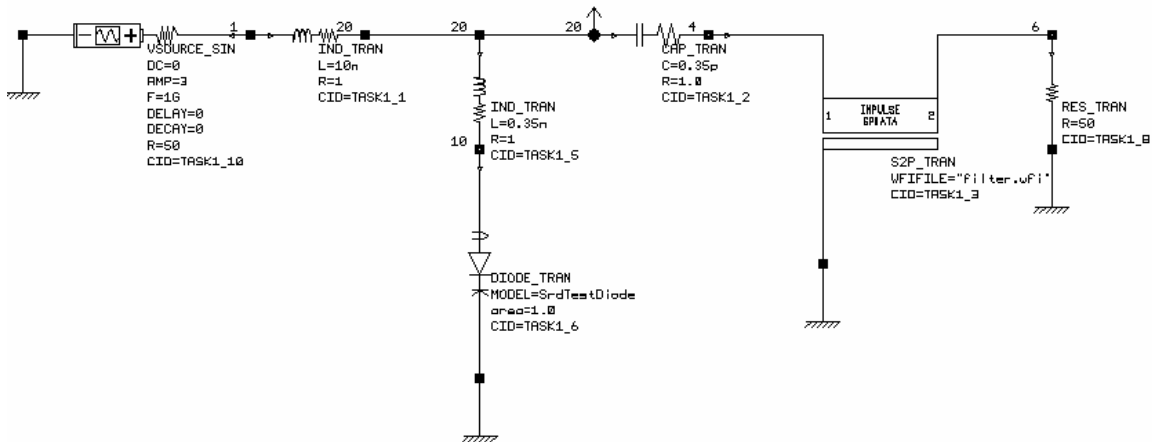 1
20
20
20
4
6
VSOURCE_SIN
DC=0
AMP=3
F=1G
DELAY=0
DECAY=0
R=50
CID=TASK1_10
IND_TRAN
L=10n
R=1
CID=TASK1_1
CAP_TRAN
C=0.35p
R=1.0
CID=TASK1_2
IND_TRAN
L=0.35n
R=1
CID=TASK1_5
10
1
IMPULSE
GPDATA
2
S2P_TRAN
WFIFILE="filter.wfi"
CID=TASK1_3
RES_TRAN
R=50
CID=TASK1_8
DIODE_TRAN
MODEL=SrdTestDiode
area=1.0
CID=TASK1_6